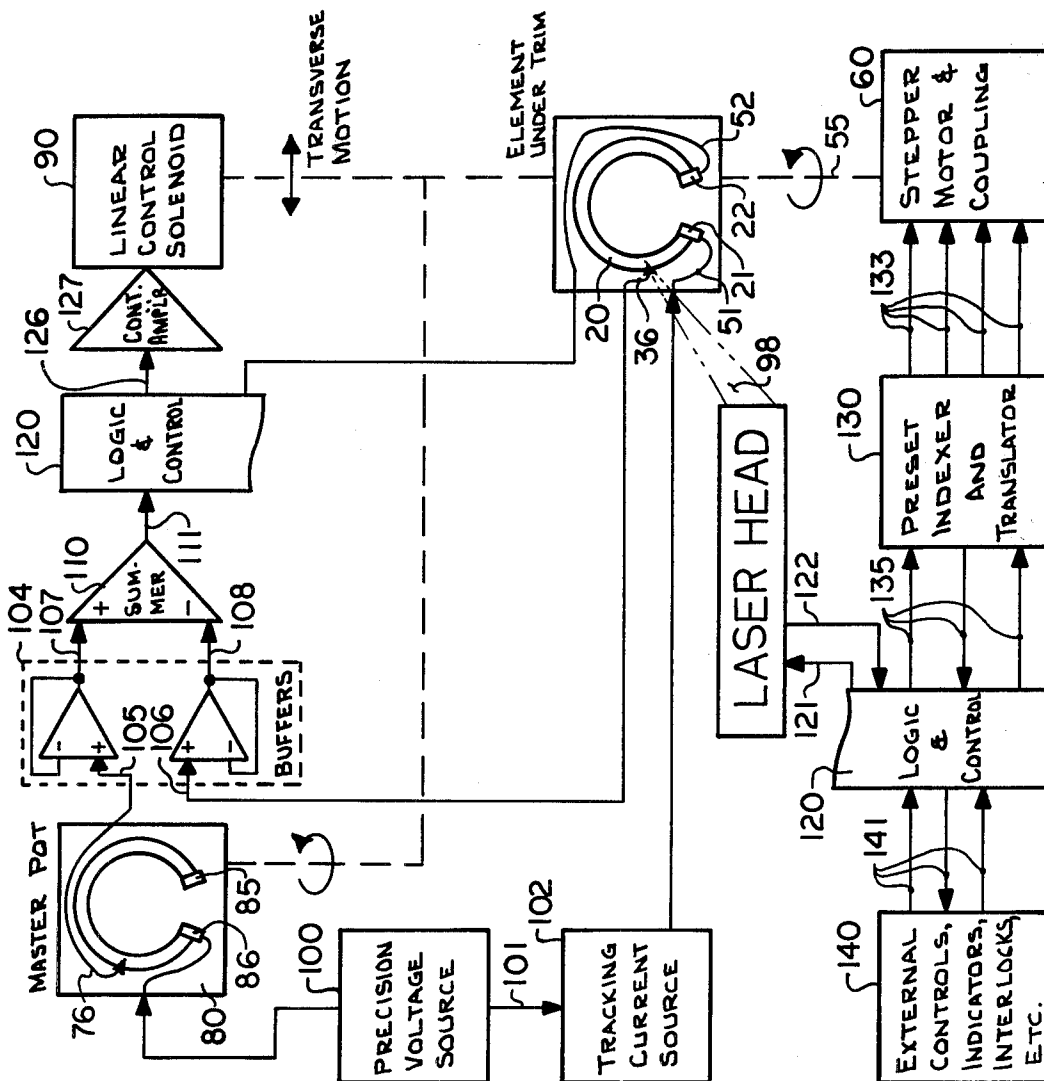 90
LINEAR
CONTROL
SOLENOID
TRANSVERSE
MOTION
127
CONT.
AMPLR
126
120
LOGIC
&
CONTROL
111
110
+
SUM-
MER
-
104
107
108
-
+
105
106
+
-
BUFFERS
MASTER POT
76
80
86
85
100
PRECISION
VOLTAGE
SOURCE
101
102
TRACKING
CURRENT
SOURCE
ELEMENT
UNDER TRIM
52
20
36
22
21
51
98
55
LASER HEAD
122
121
60
STEPPER
MOTOR &
COUPLING
133
130
PRESET
INDEXER
AND
TRANSLATOR
135
120
LOGIC
&
CONTROL
141
140
EXTERNAL
CONTROLS,
INDICATORS,
INTERLOCKS,
ETC.